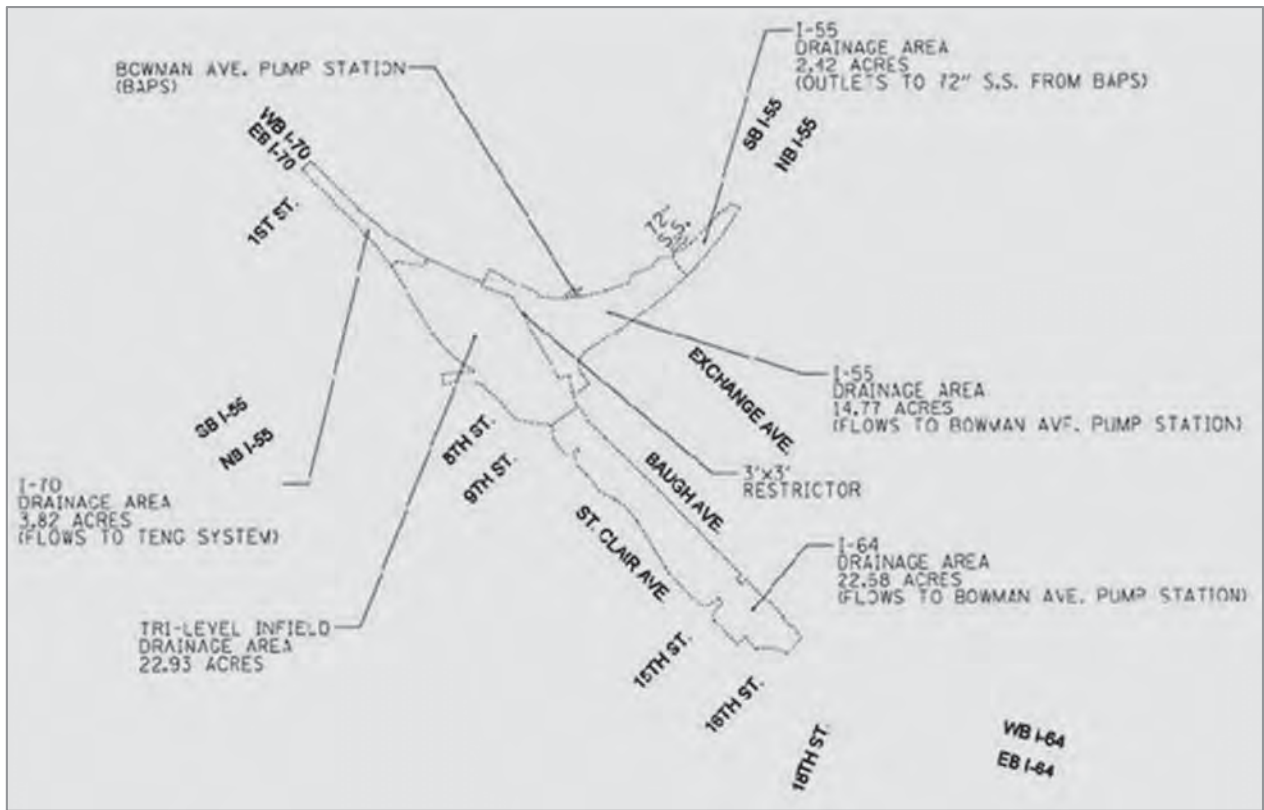 I-55
DRAINAGE AREA
2.42 ACRES
(OUTLETS TO 72" S.S. FROM BAPS)
BOWMAN AVE. PUMP STATION
(BAPS)
WB I-70
EB I-70
1ST ST.
SB I-55
NB I-55
72"
S.S.
EXCHANGE AVE.
I-55
DRAINAGE AREA
14.77 ACRES
(FLOWS TO BOWMAN AVE. PUMP STATION)
SB I-55
NB I-55
8TH ST.
9TH ST.
BAUGH AVE.
3'x3'
RESTRICTOR
I-70
DRAINAGE AREA
3.82 ACRES
(FLOWS TO TENG SYSTEM)
ST. CLAIR AVE.
I-64
DRAINAGE AREA
22.68 ACRES
(FLOWS TO BOWMAN AVE. PUMP STATION)
TRI-LEVEL INFIELD
DRAINAGE AREA
22.93 ACRES
15TH ST.
16TH ST.
18TH ST.
WB I-64
EB I-64